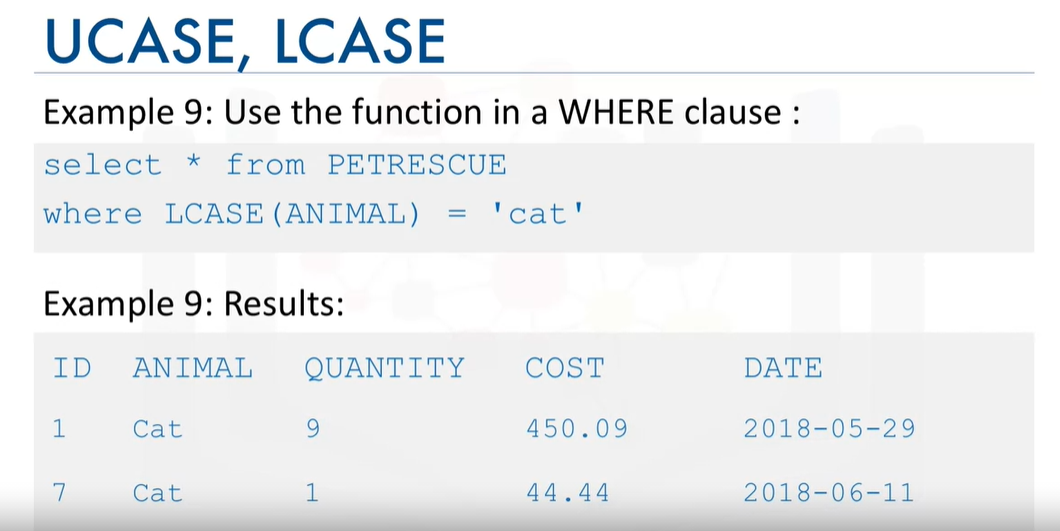 UCASE, LCASE
Example 9: Use the function in a WHERE clause :
select * from PETRESCUE
where LCASE(ANIMAL) = 'cat'
Example 9: Results:
ID ANIMAL QUANTITY COST DATE
1 Cat 9 450.09 2018-05-29
7 Cat 1 44.44 2018-06-11